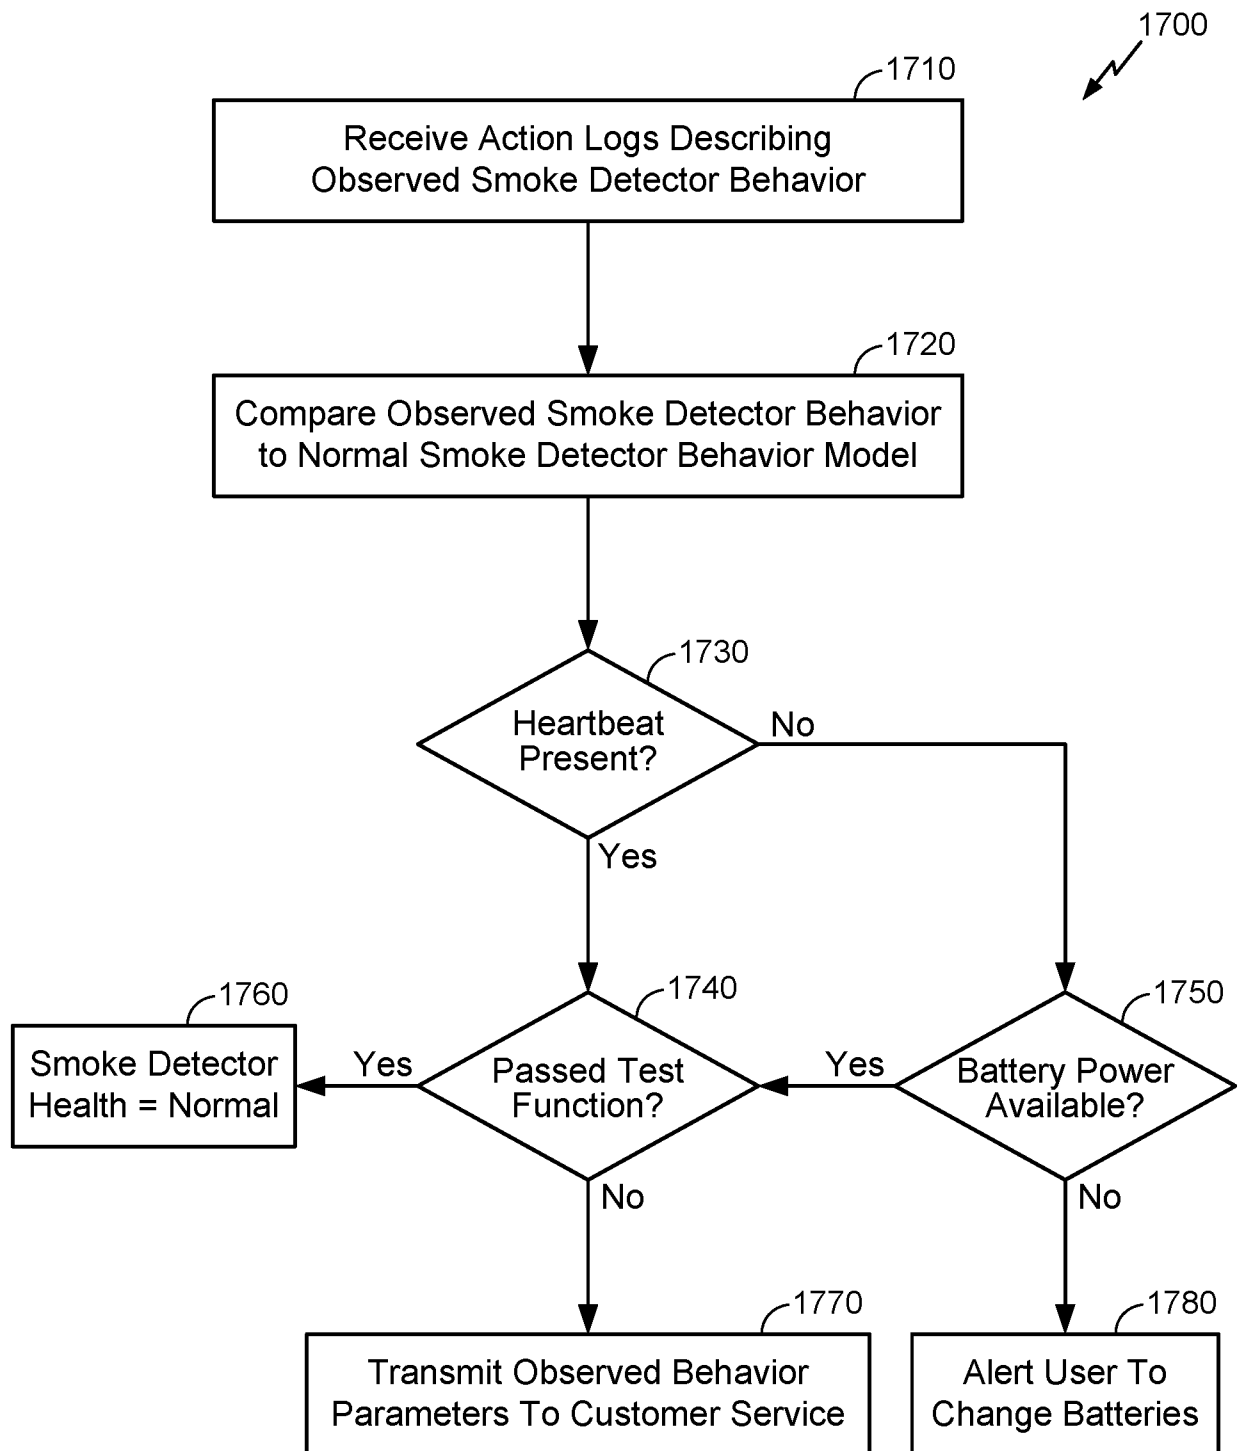 1700
1710
Receive Action Logs Describing
Observed Smoke Detector Behavior
1720
Compare Observed Smoke Detector Behavior
to Normal Smoke Detector Behavior Model
1730
Heartbeat
Present?
No
Yes
1760
Smoke Detector
Health = Normal
Yes
1740
Passed Test
Function?
Yes
1750
Battery Power
Available?
No
No
1770
Transmit Observed Behavior
Parameters To Customer Service
1780
Alert User To
Change Batteries